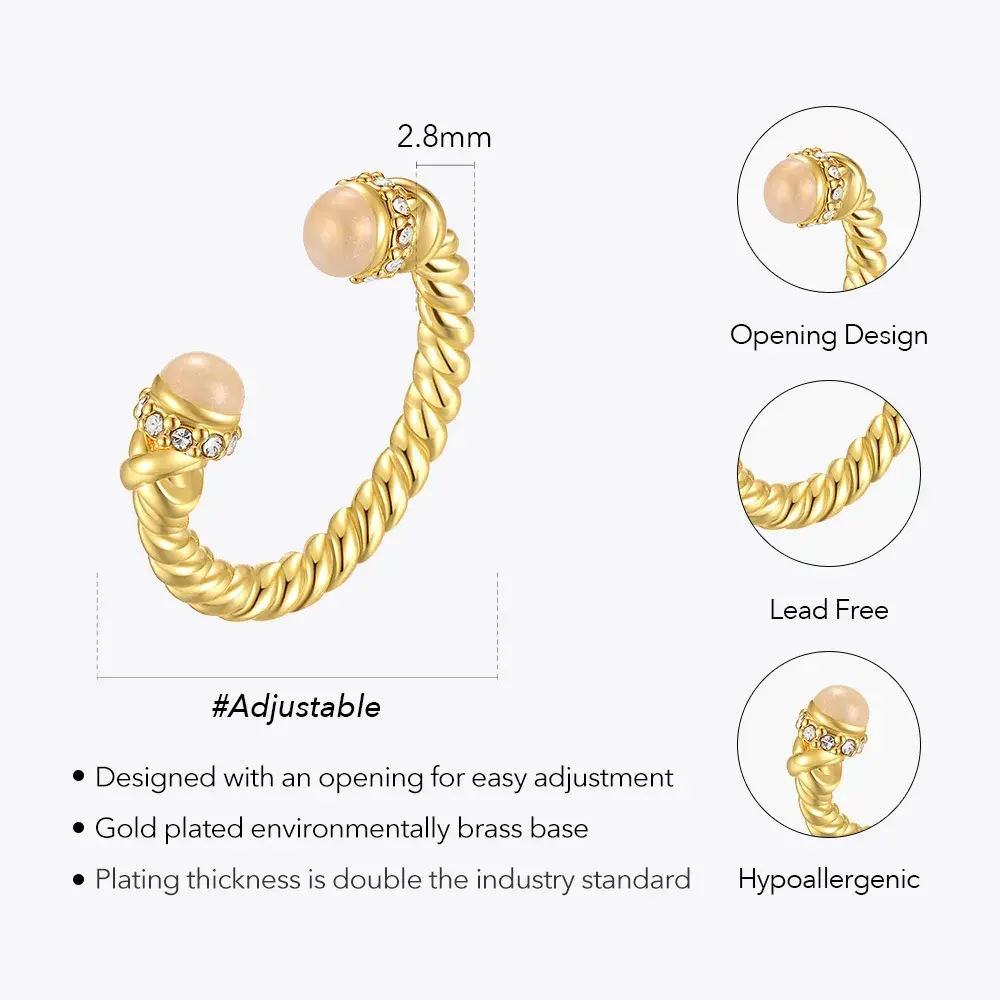 2.8mm
Opening Design
Lead Free
#Adjustable
• Designed with an opening for easy adjustment
• Gold plated environmentally brass base
• Plating thickness is double the industry standard
Hypoallergenic